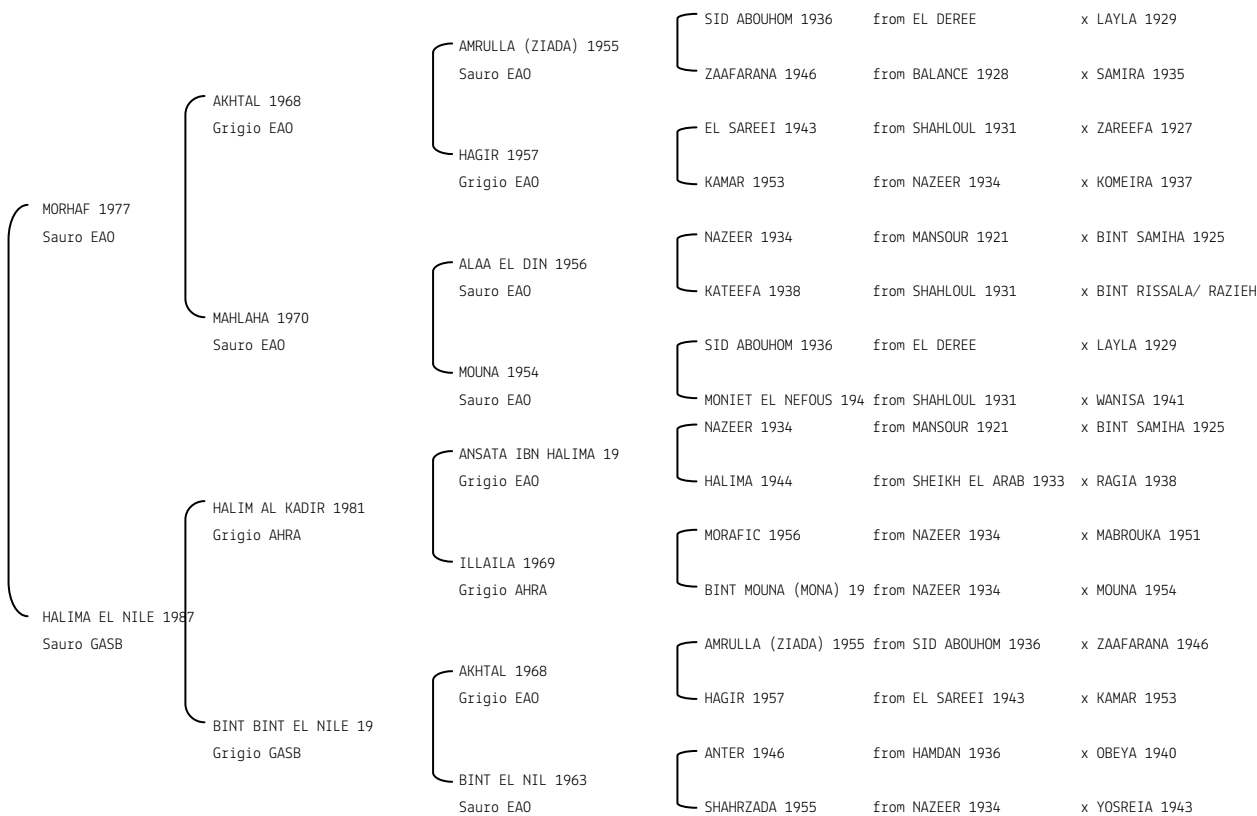 SID ABOUHOM 1936 from EL DEREE x LAYLA 1929
AMRULLA (ZIADA) 1955
Sauro EAO
ZAAFARANA 1946 from BALANCE 1928 x SAMIRA 1935
AKHTAL 1968
Grigio EAO
EL SAREEI 1943 from SHAHLOUL 1931 x ZAREEFA 1927
HAGIR 1957
Grigio EAO
KAMAR 1953 from NAZEER 1934 x KOMEIRA 1937
MORHAF 1977
Sauro EAO
NAZEER 1934 from MANSOUR 1921 x BINT SAMIHA 1925
ALAA EL DIN 1956
Sauro EAO
KATEEFA 1938 from SHAHLOUL 1931 x BINT RISSALA/ RAZIEH
MAHLAHA 1970
Sauro EAO
SID ABOUHOM 1936 from EL DEREE x LAYLA 1929
MOUNA 1954
Sauro EAO
MONIET EL NEFOUS 194 from SHAHLOUL 1931 x WANISA 1941
NAZEER 1934 from MANSOUR 1921 x BINT SAMIHA 1925
ANSATA IBN HALIMA 19
Grigio EAO
HALIMA 1944 from SHEIKH EL ARAB 1933 x RAGIA 1938
HALIM AL KADIR 1981
Grigio AHRA
MORAFIC 1956 from NAZEER 1934 x MABROUKA 1951
ILLAILA 1969
Grigio AHRA
BINT MOUNA (MONA) 19 from NAZEER 1934 x MOUNA 1954
HALIMA EL NILE 1987
Sauro GASB
AMRULLA (ZIADA) 1955 from SID ABOUHOM 1936 x ZAAFARANA 1946
AKHTAL 1968
Grigio EAO
HAGIR 1957 from EL SAREEI 1943 x KAMAR 1953
BINT BINT EL NILE 19
Grigio GASB
ANTER 1946 from HAMDAN 1936 x OBEYA 1940
BINT EL NIL 1963
Sauro EAO
SHAHRZADA 1955 from NAZEER 1934 x YOSREIA 1943